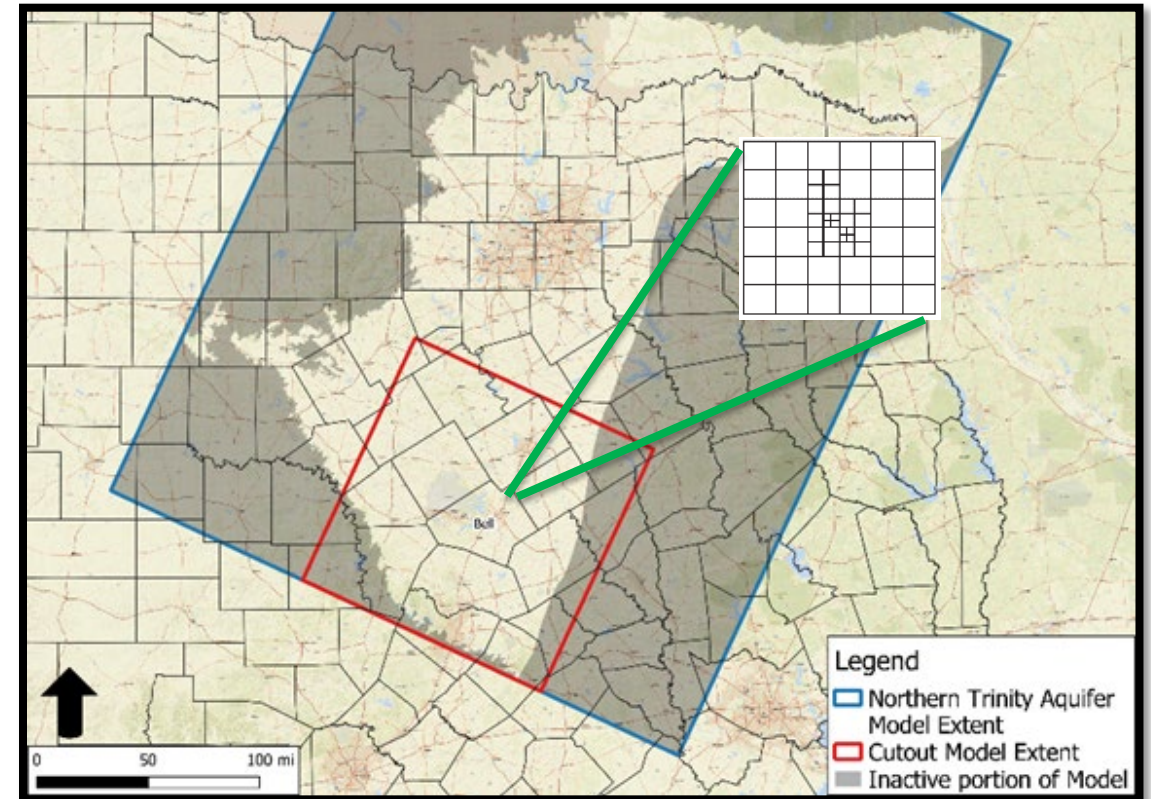 Bell
Legend
Northern Trinity Aquifer
Model Extent
Cutout Model Extent
Inactive portion of Model
0 50 100 mi